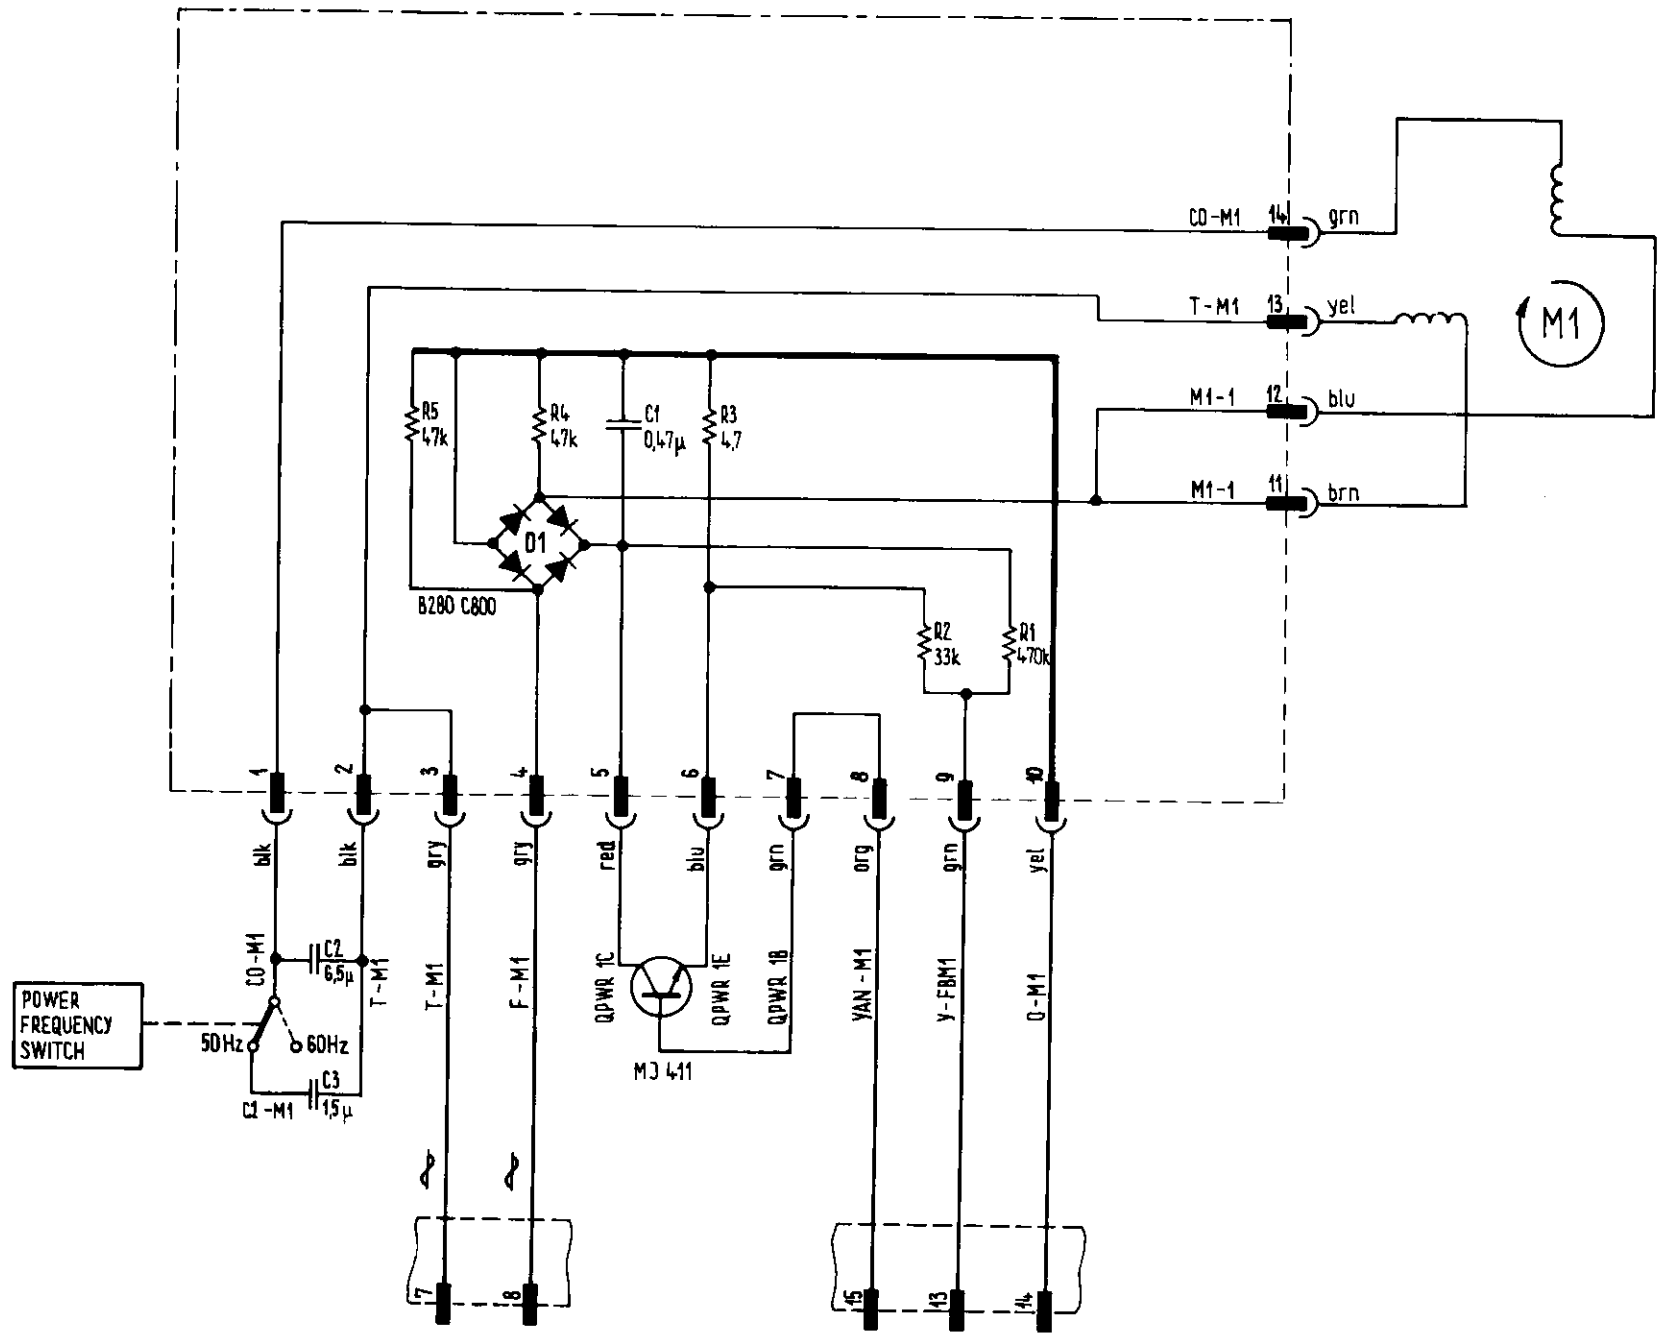 CO-M1 14 grn
T-M1 13 yel
M1
M1-1 12 blu
R5
47k
R4
47k
C1
0,47µ
R3
4,7
M1-1 11 brn
D1
B280 C800
R2
33k
R1
470k
1 2 3 4 5 6 7 8 9 10
blk blk gry gry red blu grn org grn yel
CO-M1
C2
6,5µ
T-M1
T-M1
F-M1
QPWR 1C
QPWR 1E
QPWR 1B
YAN-M1
Y-FBM1
0-M1
POWER
FREQUENCY
SWITCH
50Hz
60Hz
C3
1,5µ
C1-M1
MJ 411
7 8 15 13 14